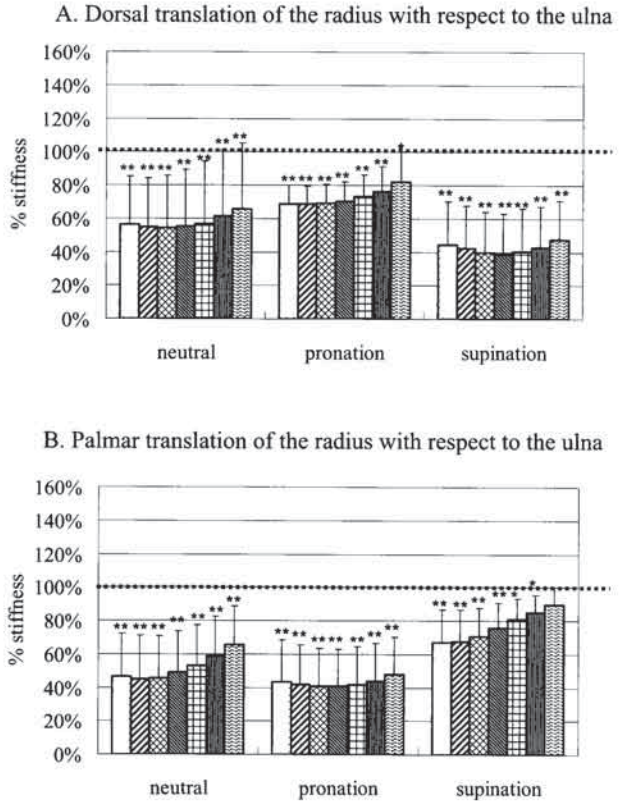 A. Dorsal translation of the radius with respect to the ulna
160%
140%
120%
100%
80%
60%
40%
20%
0%
% stiffness
** ** ** ** ** ** **
** ** ** ** ** ** *
** ** ** ** ** ** **
neutral pronation supination
B. Palmar translation of the radius with respect to the ulna
160%
140%
120%
100%
80%
60%
40%
20%
0%
% stiffness
** ** ** ** ** ** **
** ** ** ** ** ** **
** ** ** ** * *
neutral pronation supination